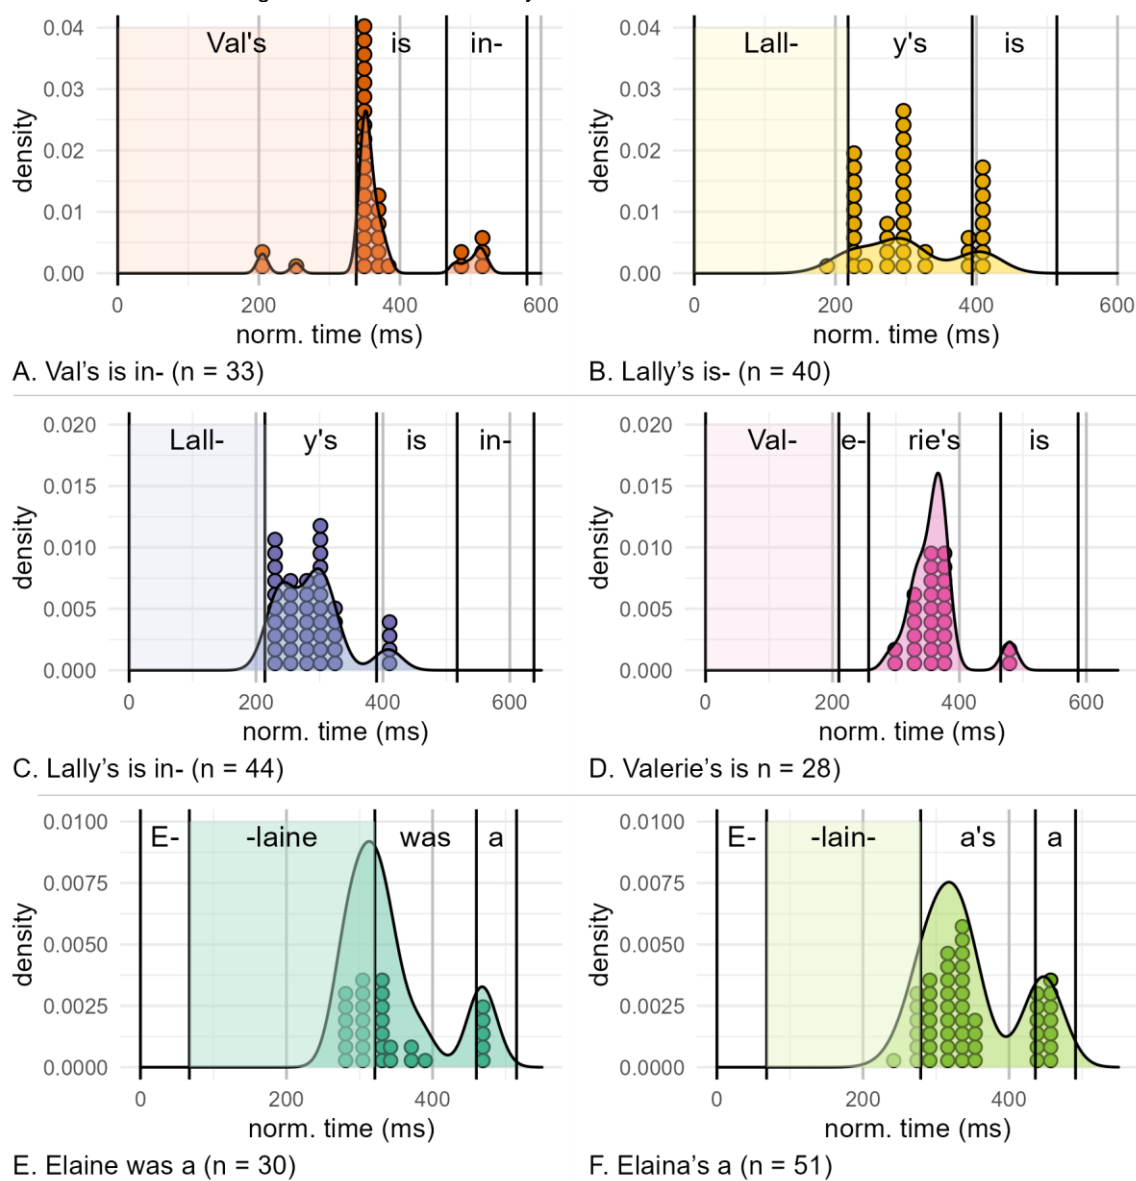 0.04 Val's is in-
0.03
0.02
0.01
0.00
density
0 200 400 600
norm. time (ms)
A. Val's is in- (n = 33)
0.04 Lall- y's is
0.03
0.02
0.01
0.00
density
0 200 400 600
norm. time (ms)
B. Lally's is- (n = 40)
0.020 Lall- y's is in-
0.015
0.010
0.005
0.000
density
0 200 400 600
norm. time (ms)
C. Lally's is in- (n = 44)
0.020 Val- e- rie's is
0.015
0.010
0.005
0.000
density
0 200 400 600
norm. time (ms)
D. Valerie's is n = 28)
0.0100 E- -laine was a
0.0075
0.0050
0.0025
0.0000
density
0 200 400
norm. time (ms)
E. Elaine was a (n = 30)
0.0100 E- -lain- a's a
0.0075
0.0050
0.0025
0.0000
density
0 200 400
norm. time (ms)
F. Elaina's a (n = 51)